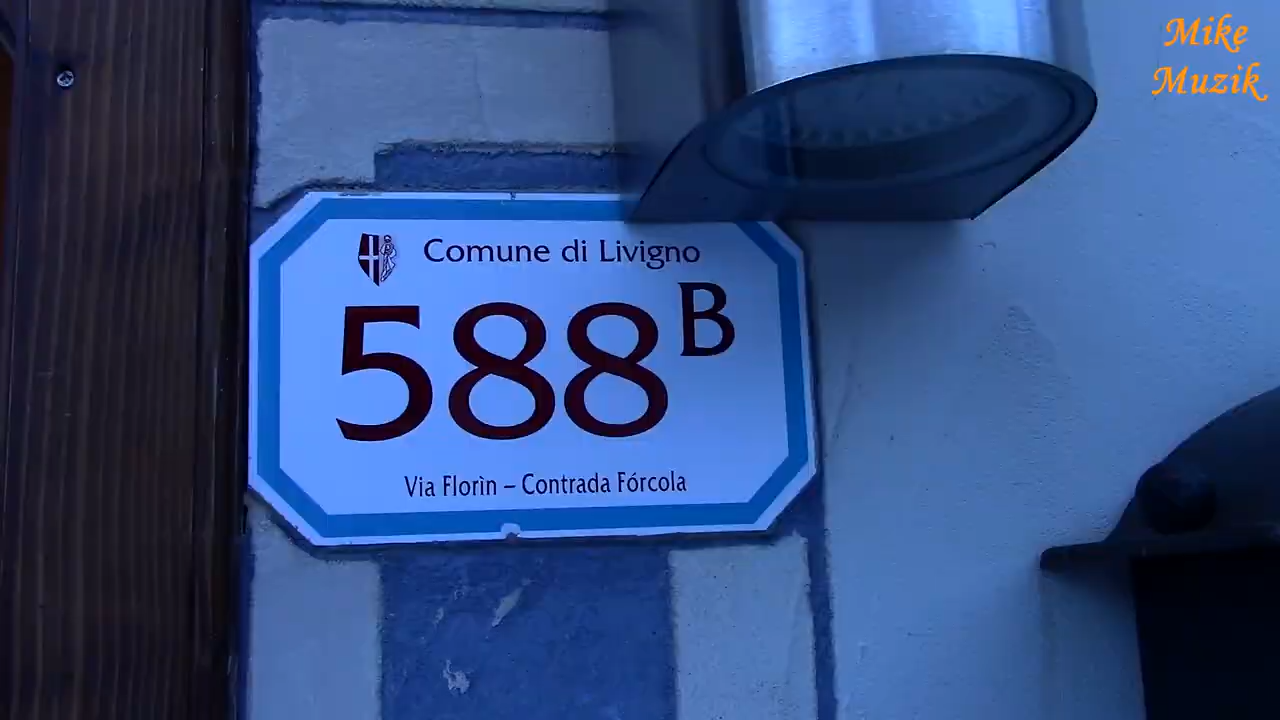 Mike
Muzik
Comune di Livigno
588B
Via Florìn – Contrada Fórcola